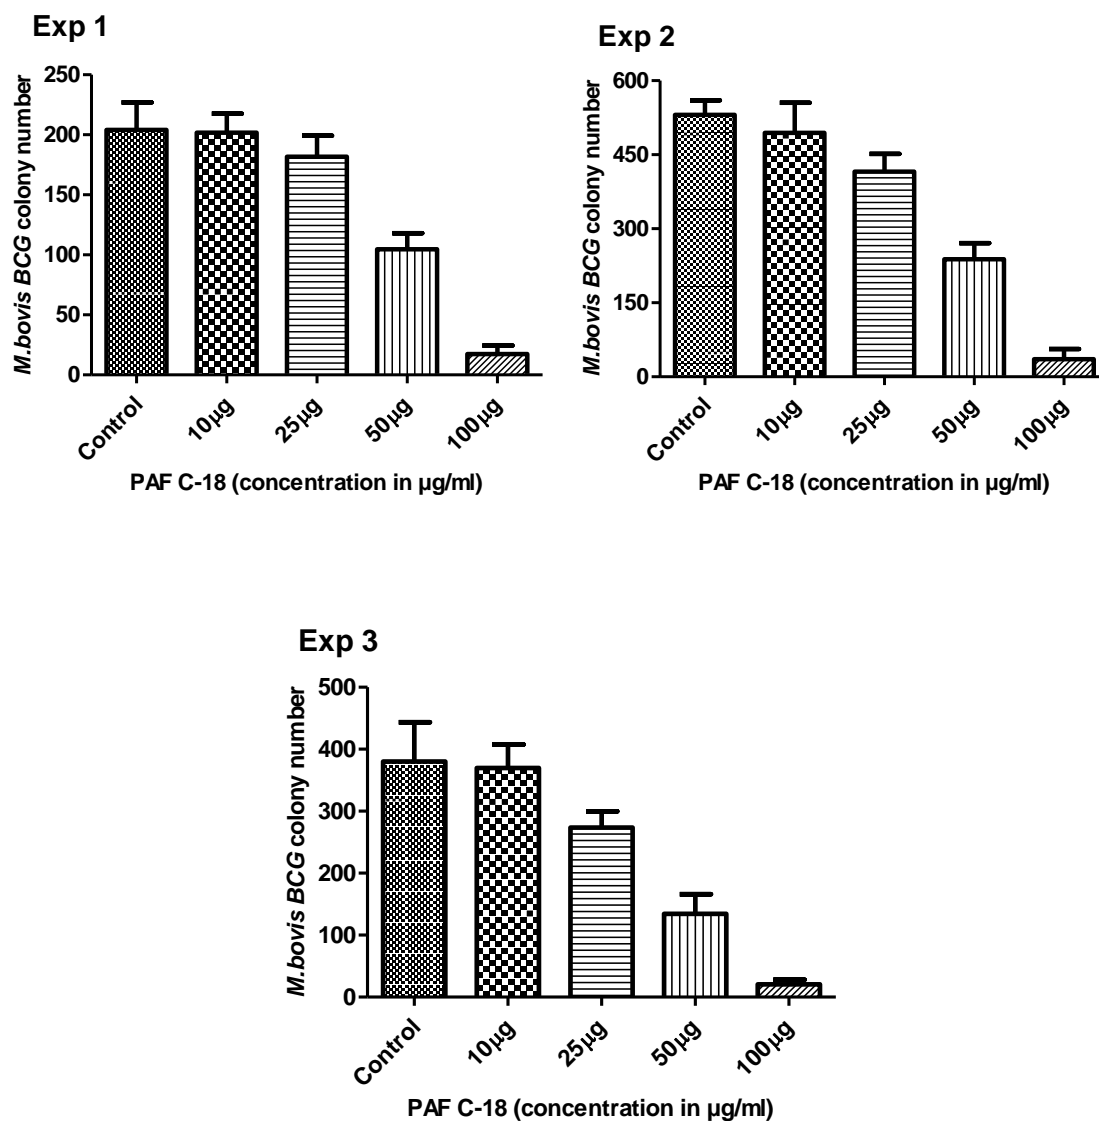 Exp 1
M.bovis BCG colony number
250
200
150
100
50
0
Control
10µg
25µg
50µg
100µg
PAF C-18 (concentration in µg/ml)
Exp 2
M.bovis BCG colony number
600
450
300
150
0
Control
10µg
25µg
50µg
100µg
PAF C-18 (concentration in µg/ml)
Exp 3
M.bovis BCG colony number
500
400
300
200
100
0
Control
10µg
25µg
50µg
100µg
PAF C-18 (concentration in µg/ml)